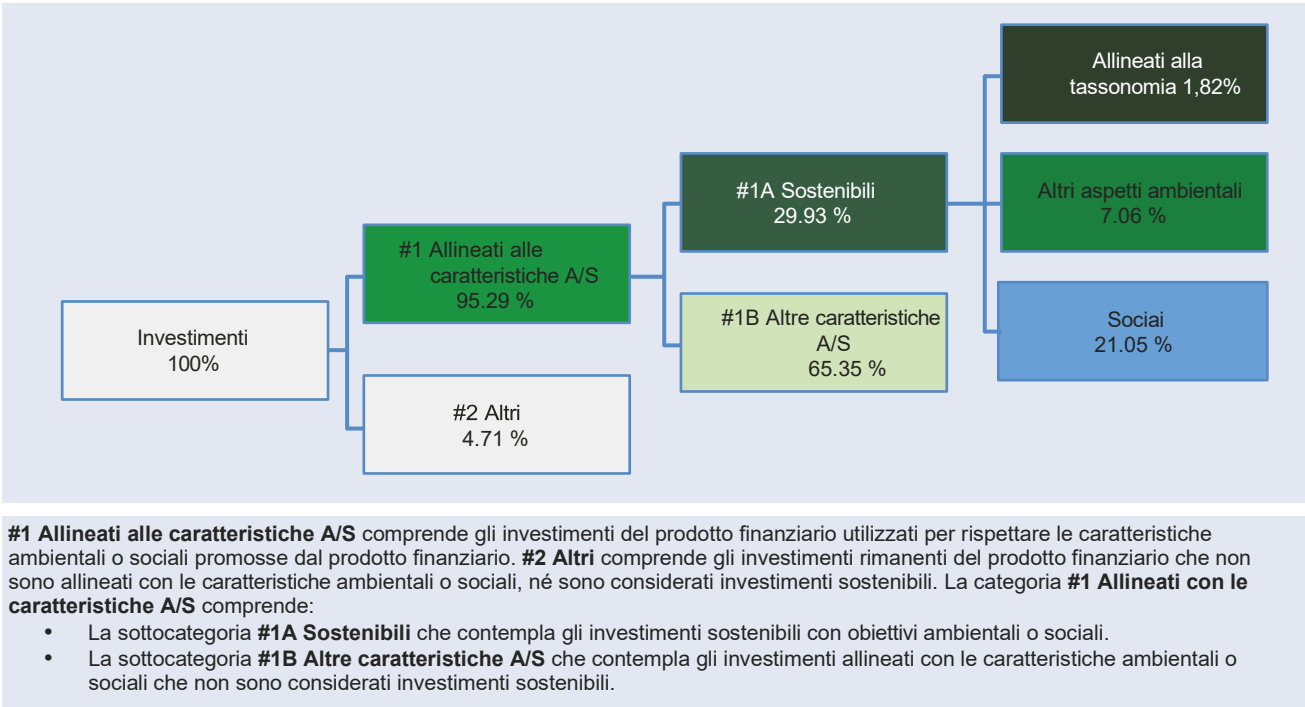 Allineati alla
tassonomia 1,82%
#1A Sostenibili
29.93 %
Altri aspetti ambientali
7.06 %
#1 Allineati alle
caratteristiche A/S
95.29 %
Investimenti
100%
#1B Altre caratteristiche
A/S
65.35 %
Sociai
21.05 %
#2 Altri
4.71 %
#1 Allineati alle caratteristiche A/S comprende gli investimenti del prodotto finanziario utilizzati per rispettare le caratteristiche
ambientali o sociali promosse dal prodotto finanziario. #2 Altri comprende gli investimenti rimanenti del prodotto finanziario che non
sono allineati con le caratteristiche ambientali o sociali, né sono considerati investimenti sostenibili. La categoria #1 Allineati con le
caratteristiche A/S comprende:
• La sottocategoria #1A Sostenibili che contempla gli investimenti sostenibili con obiettivi ambientali o sociali.
• La sottocategoria #1B Altre caratteristiche A/S che contempla gli investimenti allineati con le caratteristiche ambientali o
sociali che non sono considerati investimenti sostenibili.